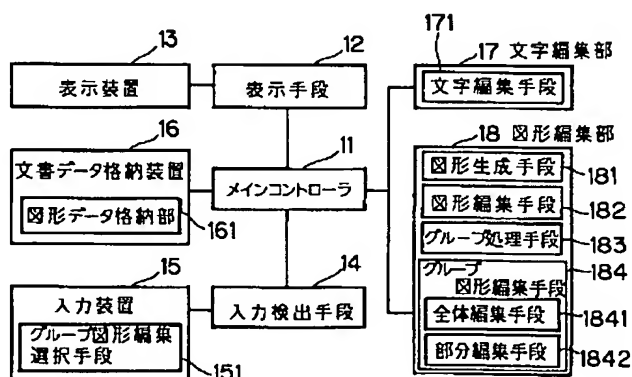 13
表示装置
12
表示手段
171
17 文字編集部
文字編集手段
16
文書データ格納装置
図形データ格納部
161
11
メインコントローラ
18 図形編集部
図形生成手段
181
図形編集手段
182
グループ処理手段
183
グループ
図形編集手段
184
全体編集手段
1841
部分編集手段
1842
15
入力装置
グループ図形編集
選択手段
151
14
入力検出手段